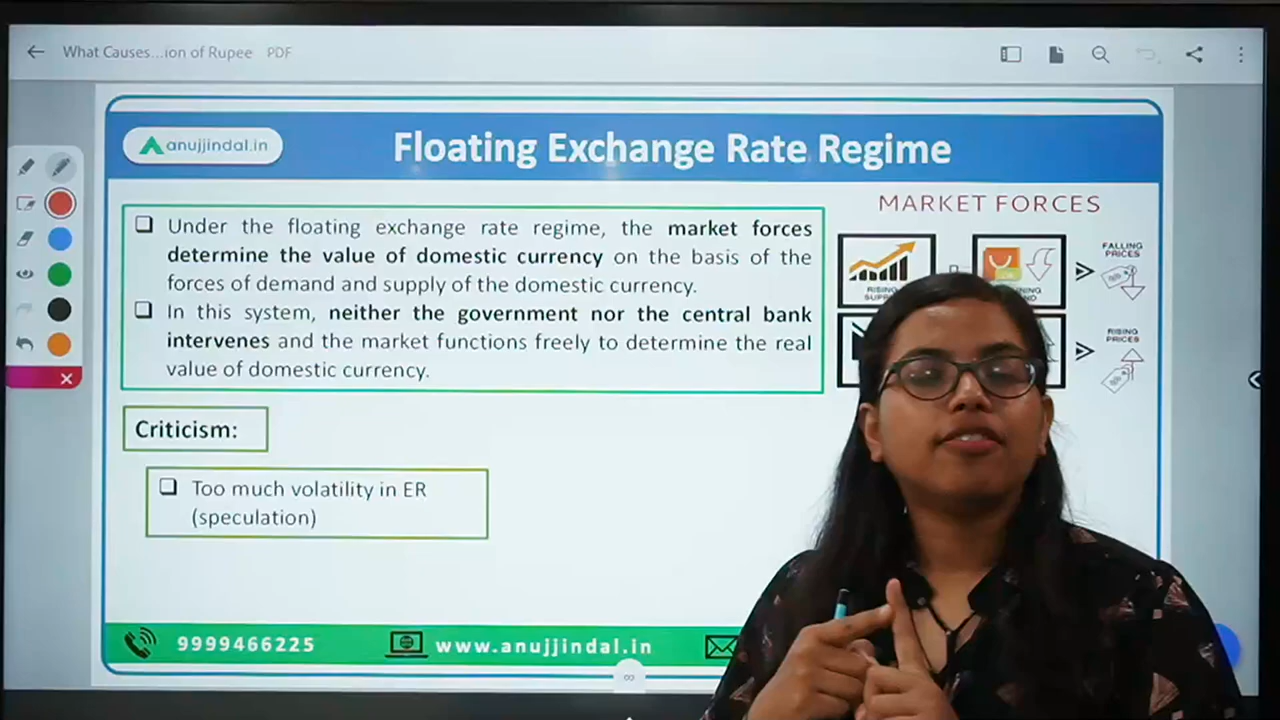 What Causes...ion of Rupee PDF
anujjindal.in
Floating Exchange Rate Regime
❑ Under the floating exchange rate regime, the market forces
determine the value of domestic currency on the basis of the
forces of demand and supply of the domestic currency.
❑ In this system, neither the government nor the central bank
intervenes and the market functions freely to determine the real
value of domestic currency.
MARKET FORCES
RISING
FALLING
PRICES
RISING
PRICES
Criticism:
❑ Too much volatility in ER
(speculation)
9999466225
www.anujjindal.in